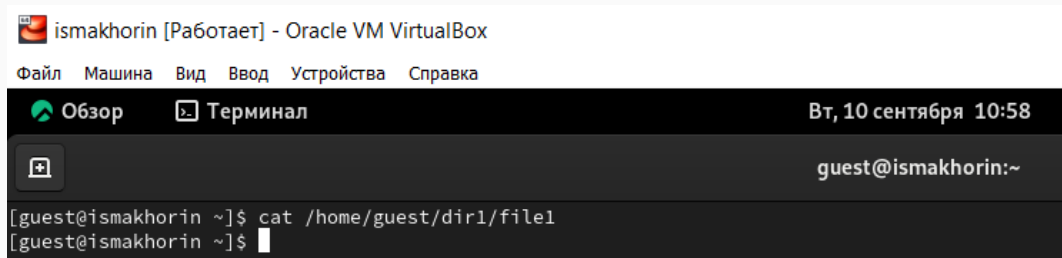 ismakhorin [Работает] - Oracle VM VirtualBox
Файл Машина Вид Ввод Устройства Справка
Обзор Терминал Вт, 10 сентября 10:58
guest@ismakhorin:~
[guest@ismakhorin ~]$ cat /home/guest/dir1/file1
[guest@ismakhorin ~]$